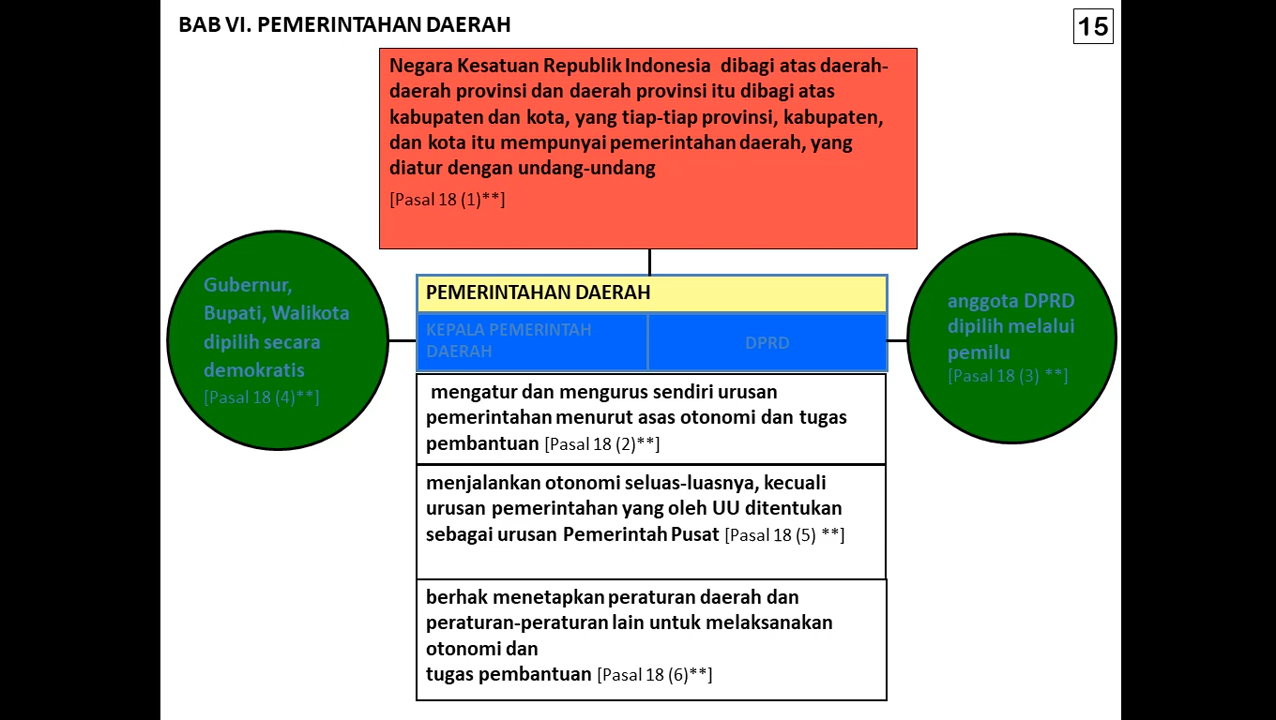 BAB VI. PEMERINTAHAN DAERAH
15
Negara Kesatuan Republik Indonesia dibagi atas daerah-
daerah provinsi dan daerah provinsi itu dibagi atas
kabupaten dan kota, yang tiap-tiap provinsi, kabupaten,
dan kota itu mempunyai pemerintahan daerah, yang
diatur dengan undang-undang
[Pasal 18 (1)**]
Gubernur,
Bupati, Walikota
dipilih secara
demokratis
[Pasal 18 (4)**]
PEMERINTAHAN DAERAH
KEPALA PEMERINTAH
DAERAH
DPRD
anggota DPRD
dipilih melalui
pemilu
[Pasal 18 (3) **]
mengatur dan mengurus sendiri urusan
pemerintahan menurut asas otonomi dan tugas
pembantuan [Pasal 18 (2)**]
menjalankan otonomi seluas-luasnya, kecuali
urusan pemerintahan yang oleh UU ditentukan
sebagai urusan Pemerintah Pusat [Pasal 18 (5) **]
berhak menetapkan peraturan daerah dan
peraturan-peraturan lain untuk melaksanakan
otonomi dan
tugas pembantuan [Pasal 18 (6)**]